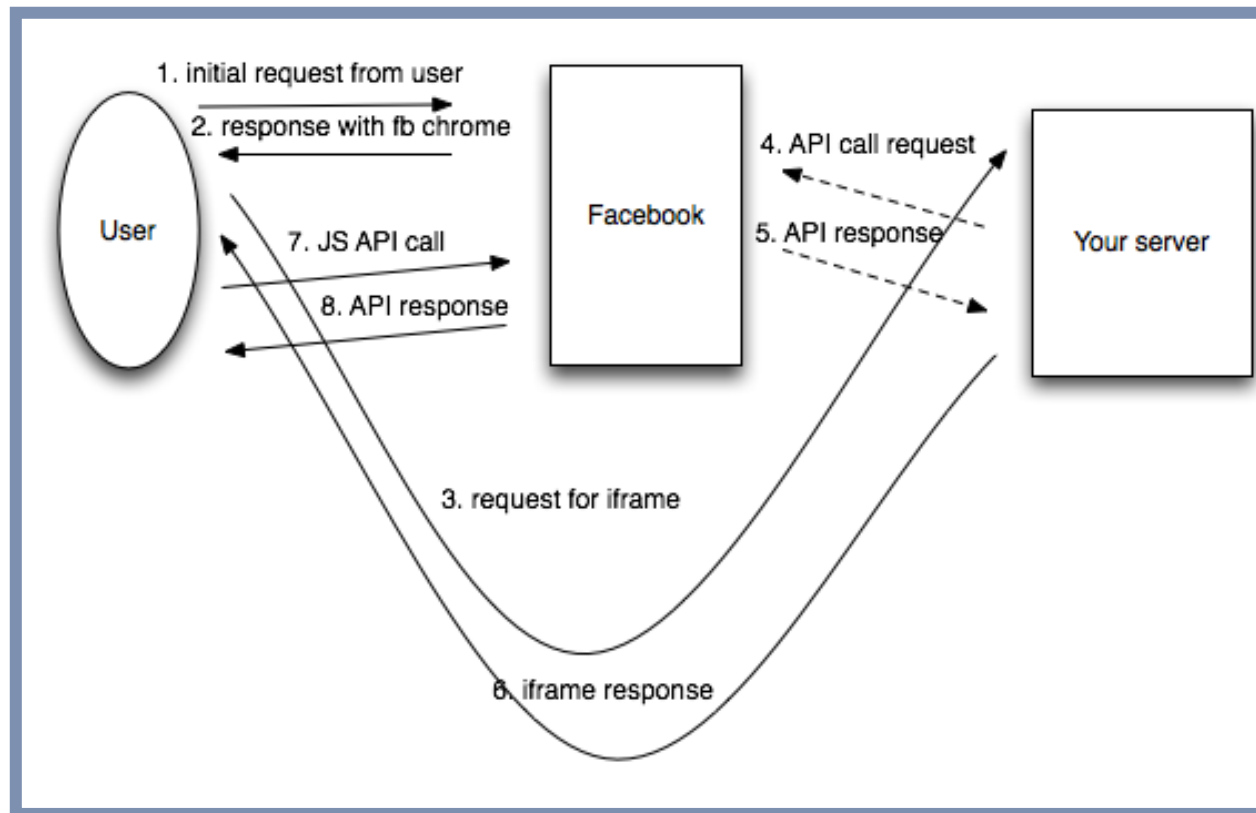 1. initial request from user
2. response with fb chrome
4. API call request
User
Facebook
5. API response
Your server
7. JS API call
8. API response
3. request for iframe
6. iframe response